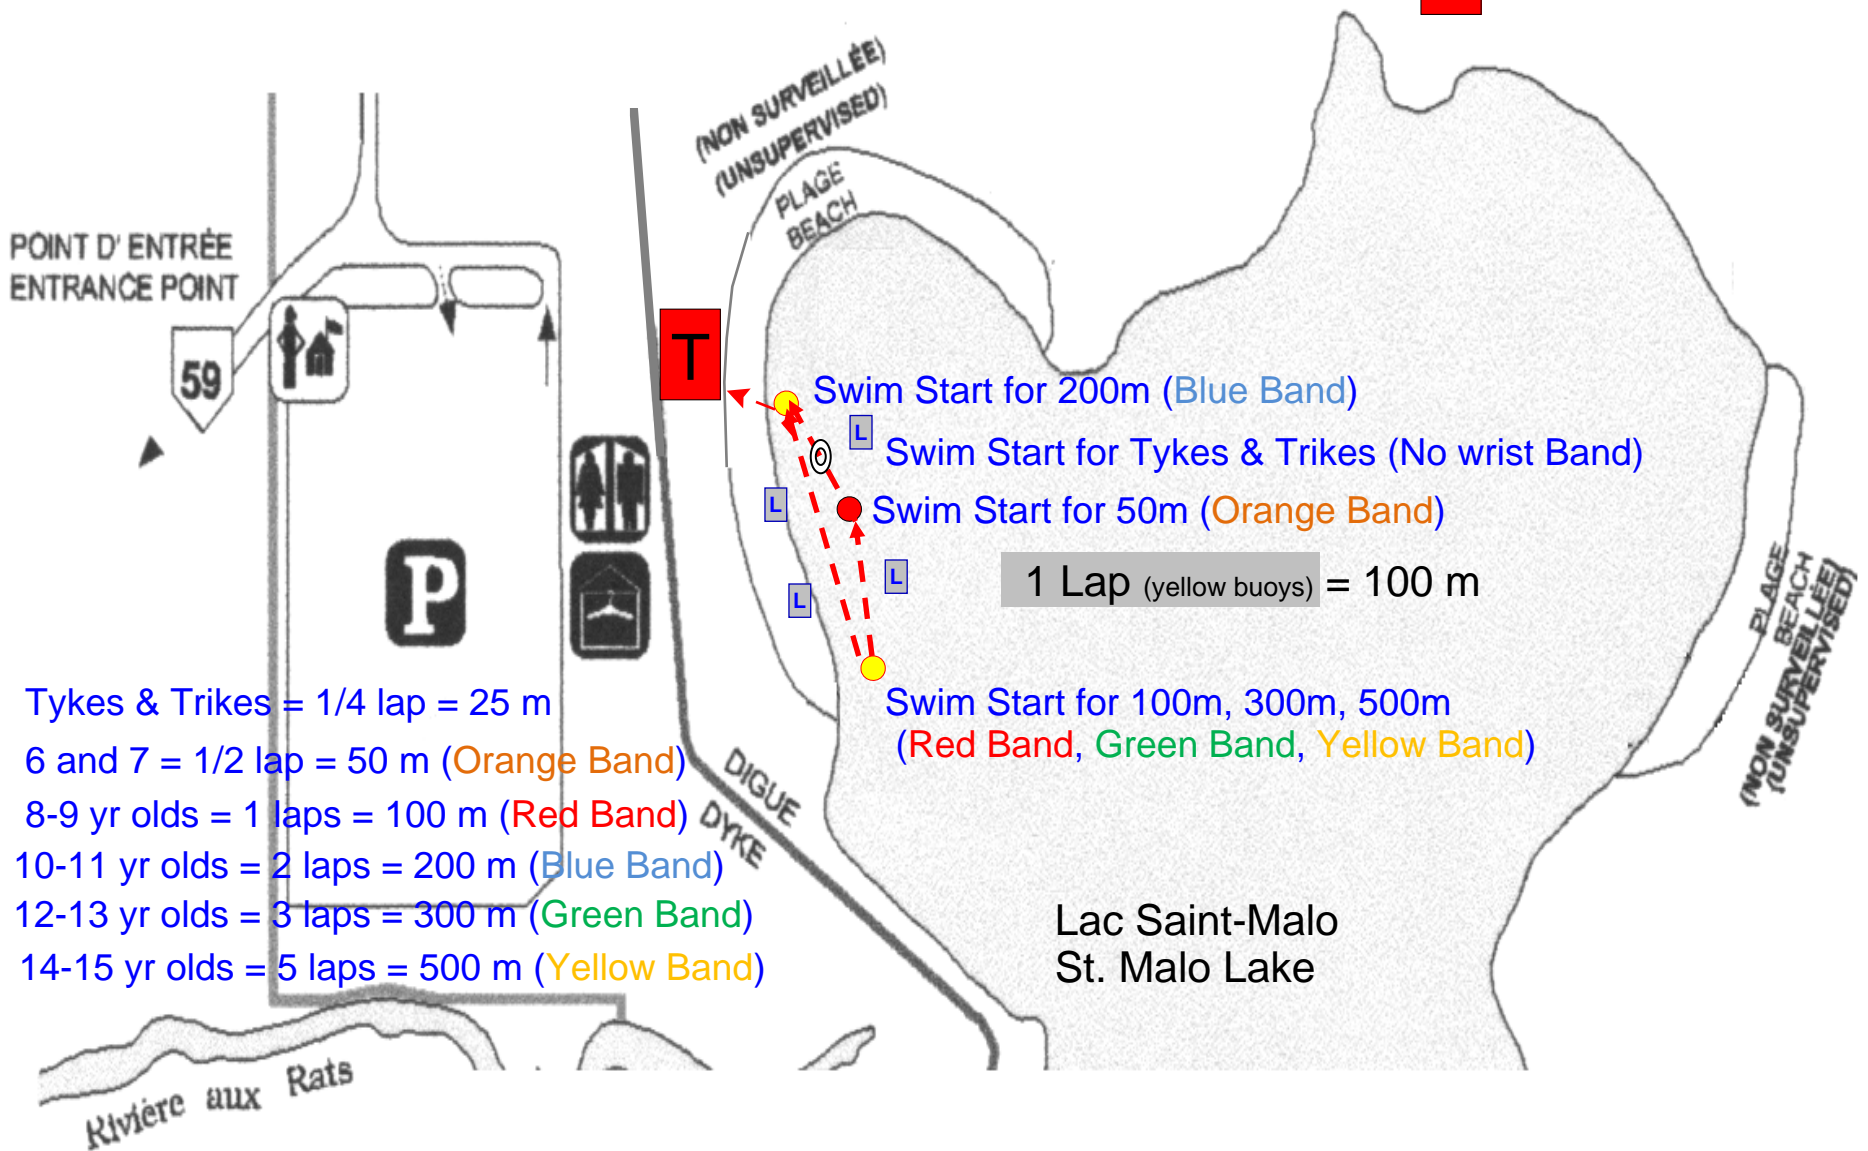 (NON SURVEILLÉE)
(UNSUPERVISED)
PLAGE
BEACH
POINT D' ENTRÉE
ENTRANCE POINT
59
T
Swim Start for 200m (Blue Band)
L
Swim Start for Tykes & Trikes (No wrist Band)
L
Swim Start for 50m (Orange Band)
L
L
1 Lap (yellow buoys) = 100 m
P
PLAGE
BEACH
(NON SURVEILLÉE)
(UNSUPERVISED)
Swim Start for 100m, 300m, 500m
(Red Band, Green Band, Yellow Band)
Tykes & Trikes = 1/4 lap = 25 m
6 and 7 = 1/2 lap = 50 m (Orange Band)
8-9 yr olds = 1 laps = 100 m (Red Band)
10-11 yr olds = 2 laps = 200 m (Blue Band)
12-13 yr olds = 3 laps = 300 m (Green Band)
14-15 yr olds = 5 laps = 500 m (Yellow Band)
DIGUE
DYKE
Lac Saint-Malo
St. Malo Lake
Rivière aux Rats